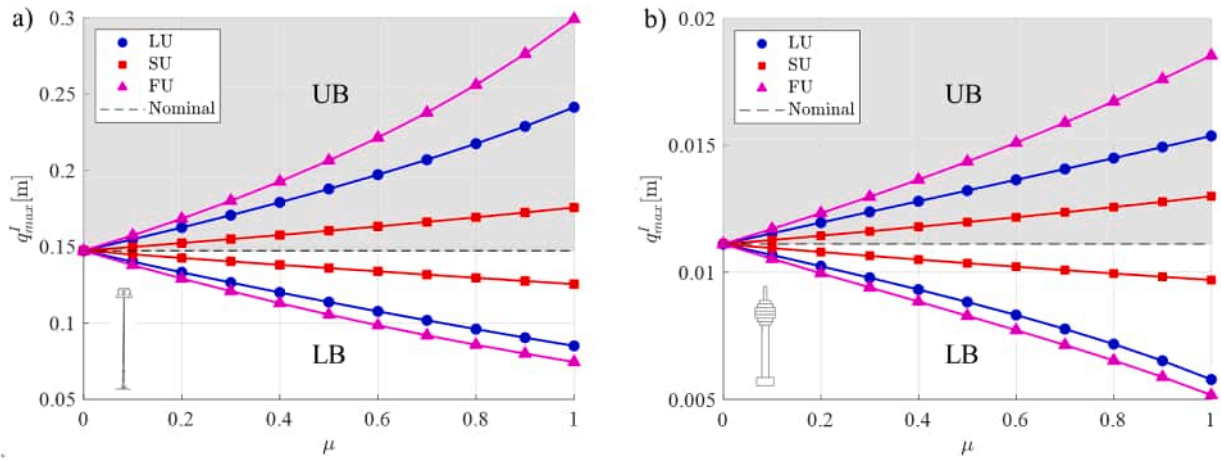 a)
0.3
0.25
0.2
0.15
0.1
0.05
q^I_max [m]
LU
SU
FU
Nominal
UB
LB
0 0.2 0.4 0.6 0.8 1
μ
b)
0.02
0.015
0.01
0.005
q^I_max [m]
LU
SU
FU
Nominal
UB
LB
0 0.2 0.4 0.6 0.8 1
μ